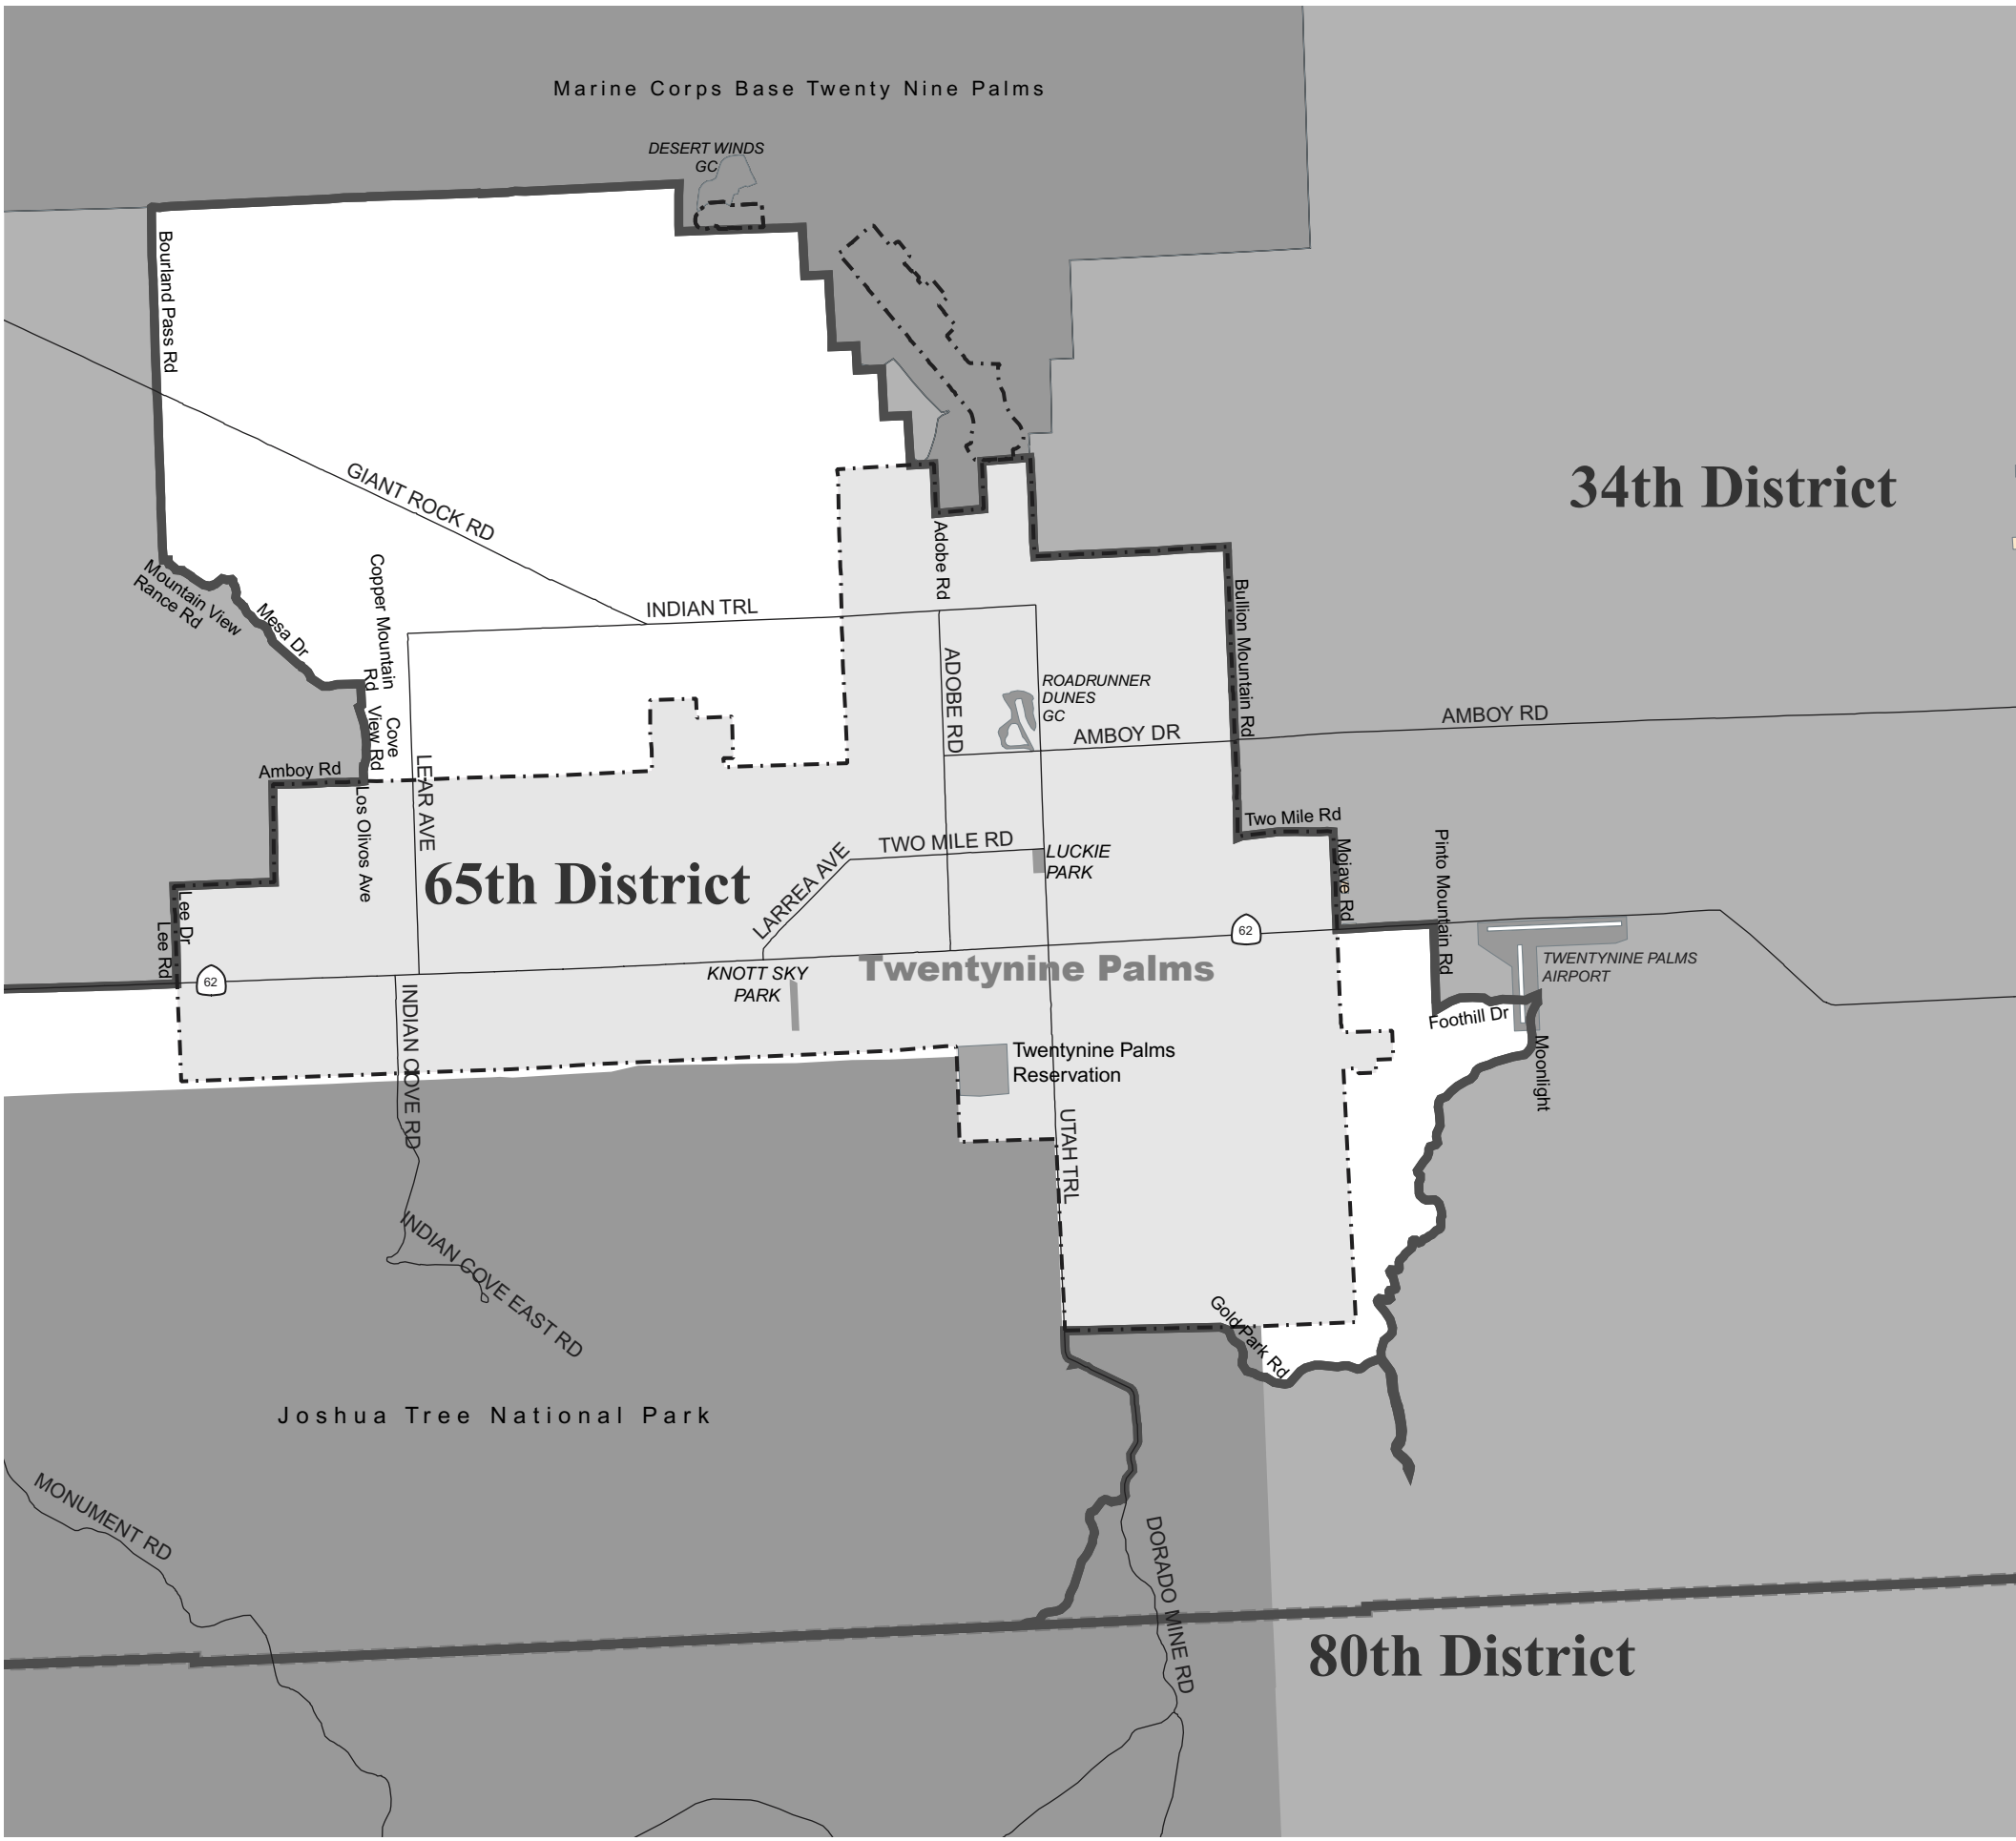 Marine Corps Base Twenty Nine Palms
DESERT WINDS
GC
Bourland Pass Rd
GIANT ROCK RD
34th District
Mountain View
Rance Rd
Mesa Dr
Copper Mountain
Rd
INDIAN TRL
Adobe Rd
Bullion Mountain Rd
Cove
View Rd
ADOBE RD
ROADRUNNER
DUNES
GC
AMBOY DR
AMBOY RD
Amboy Rd
LEAR AVE
Los Olivos Ave
Two Mile Rd
TWO MILE RD
LARREA AVE
LUCKIE
PARK
Mojave Rd
Pinto Mountain Rd
65th District
Lee Dr
Lee Rd
62
62
KNOTT SKY
PARK
Twentynine Palms
TWENTYNINE PALMS
AIRPORT
INDIAN COVE RD
Foothill Dr
Moonlight
Twentynine Palms
Reservation
UTAH TRL
INDIAN COVE EAST RD
Gold Park Rd
Joshua Tree National Park
MONUMENT RD
DORADO MINE RD
80th District